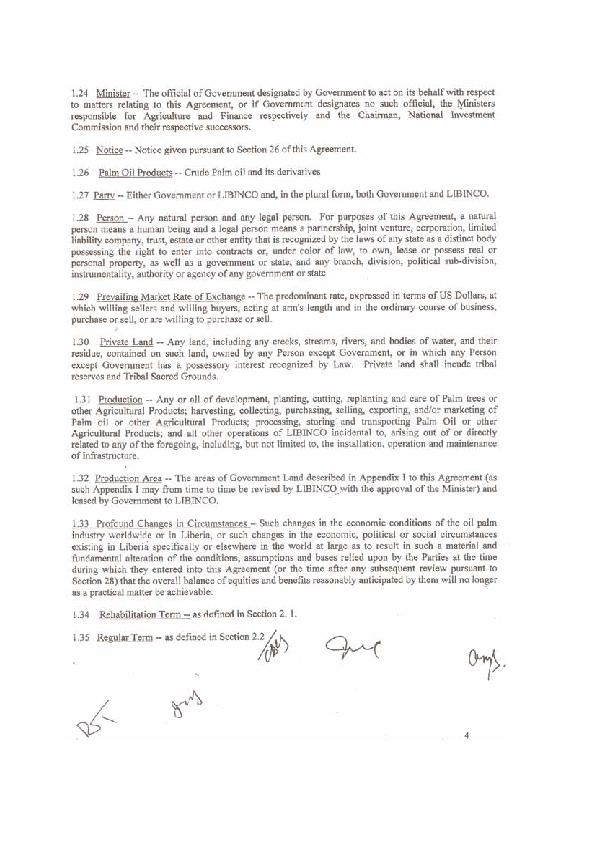 1.24 Minister -- The official of Government designated by Government to act on its behalf with respect
to matters relating to this Agreement, or if Government designates no such official, the Ministers
responsible for Agriculture and Finance respectively and the Chairman, National Investment
Commission and their respective successors.
1.25 Notice -- Notice given pursuant to Section 26 of this Agreement.
1.26 Palm Oil Products -- Crude Palm oil and its derivatives
1.27 Party -- Either Government or LIBINCO and, in the plural form, both Government and LIBINCO.
1.28 Person -- Any natural person and any legal person. For purposes of this Agreement, a natural
person means a human being and a legal person means a partnership, joint venture, corporation, limited
liability company, trust, estate or other entity that is recognized by the laws of any state as a distinct body
possessing the right to enter into contracts or, under color of law, to own, lease or possess real or
personal property, as well as a government or state, and any branch, division, political sub-division,
instrumentality, authority or agency of any government or state
1.29 Prevailing Market Rate of Exchange -- The predominant rate, expressed in terms of US Dollars, at
which willing sellers and willing buyers, acting at arm's length and in the ordinary course of business,
purchase or sell, or are willing to purchase or sell.
1.30 Private Land -- Any land, including any creeks, streams, rivers, and bodies of water, and their
residue, contained on such land, owned by any Person except Government, or in which any Person
except Government has a possessory interest recognized by Law. Private land shall incude tribal
reserves and Tribal Sacred Grounds.
1.31 Production -- Any or all of development, planting, cutting, replanting and care of Palm trees or
other Agricultural Products; harvesting, collecting, purchasing, selling, exporting, and/or marketing of
Palm oil or other Agricultural Products; processing, storing and transporting Palm Oil or other
Agricultural Products; and all other operations of LIBINCO incidental to, arising out of or directly
related to any of the foregoing, including, but not limited to, the installation, operation and maintenance
of infrastructure.
1.32 Production Area -- The areas of Government Land described in Appendix I to this Agreement (as
such Appendix I may from time to time be revised by LIBINCO with the approval of the Minister) and
leased by Government to LIBINCO.
1.33 Profound Changes in Circumstances – Such changes in the economic conditions of the oil palm
industry worldwide or in Liberia, or such changes in the economic, political or social circumstances
existing in Liberia specifically or elsewhere in the world at large as to result in such a material and
fundamental alteration of the conditions, assumptions and bases relied upon by the Parties at the time
during which they entered into this Agreement (or the time after any subsequent review pursuant to
Section 28) that the overall balance of equities and benefits reasonably anticipated by them will no longer
as a practical matter be achievable.
1.34 Rehabilitation Term -- as defined in Section 2. 1.
1.35 Regular Term -- as defined in Section 2.2
4